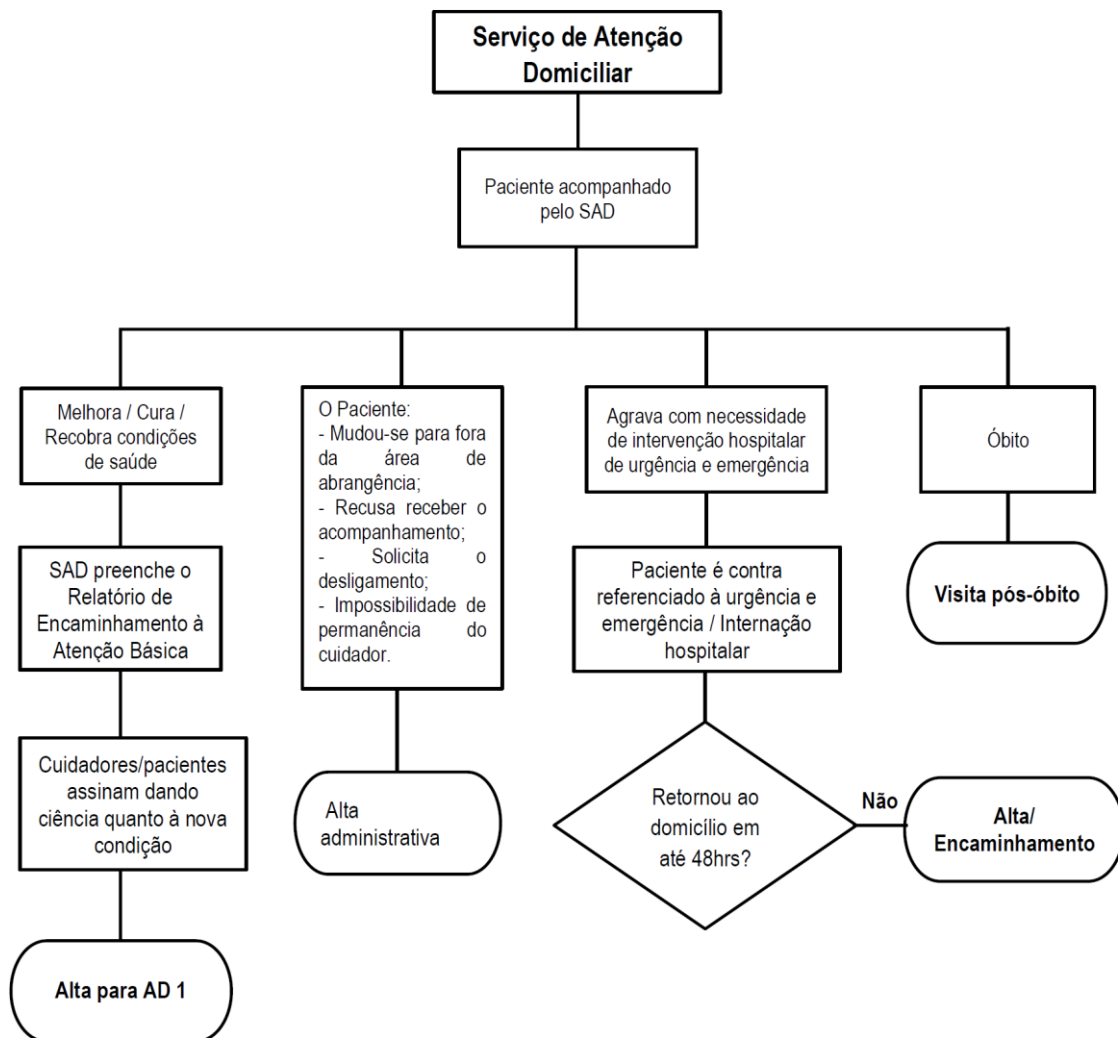 Serviço de Atenção
Domiciliar
Paciente acompanhado
pelo SAD
Melhora / Cura /
Recobra condições
de saúde
SAD preenche o
Relatório de
Encaminhamento à
Atenção Básica
Cuidadores/pacientes
assinam dando
ciência quanto à nova
condição
Alta para AD 1
O Paciente:
- Mudou-se para fora
da área de
abrangência;
- Recusa receber o
acompanhamento;
- Solicita o
desligamento;
- Impossibilidade de
permanência do
cuidador.
Alta
administrativa
Agrava com necessidade
de intervenção hospitalar
de urgência e emergência
Paciente é contra
referenciado à urgência e
emergência / Internação
hospitalar
Retornou ao
domicílio em
até 48hrs?
Não
Alta/
Encaminhamento
Óbito
Visita pós-óbito